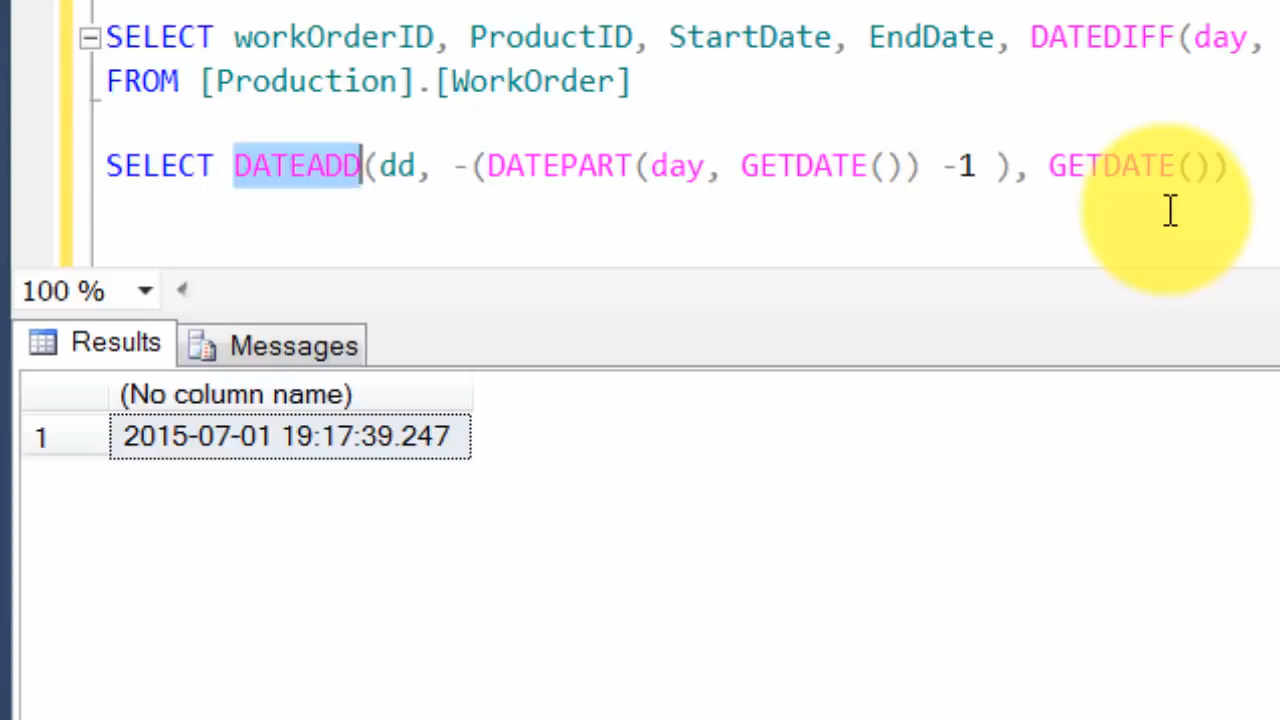 SELECT workOrderID, ProductID, StartDate, EndDate, DATEDIFF(day,
FROM [Production].[WorkOrder]
SELECT DATEADD(dd, -(DATEPART(day, GETDATE()) -1 ), GETDATE())
100 %
Results Messages
(No column name)
1 2015-07-01 19:17:39.247